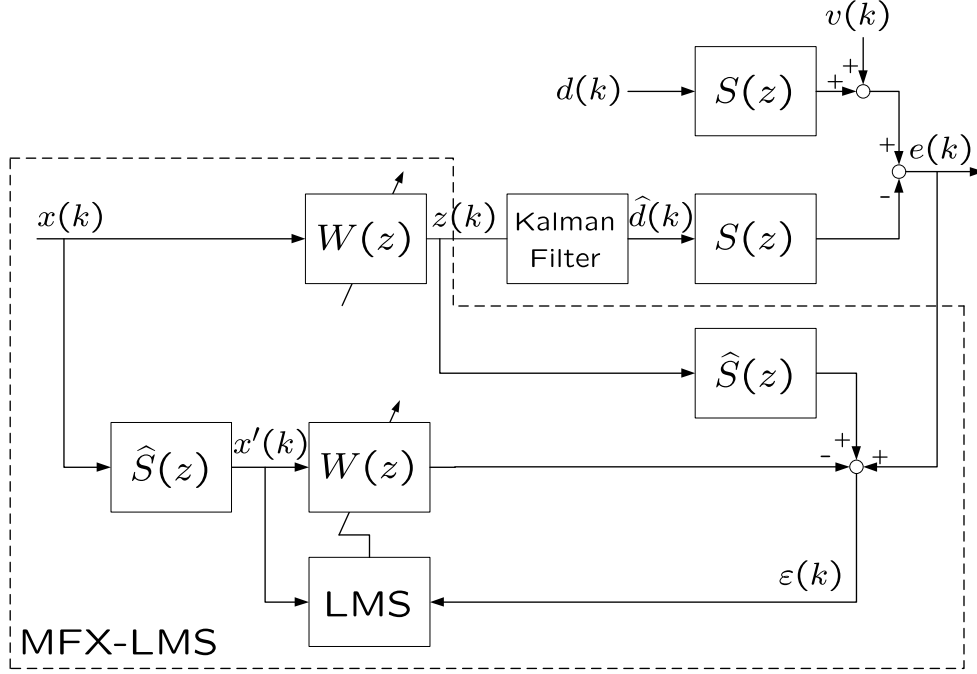 v(k)
+
d(k)
S(z)
+
+
e(k)
-
x(k)
W(z)
z(k)
Kalman
Filter
d̂(k)
S(z)
Ŝ(z)
+
Ŝ(z)
x′(k)
W(z)
-
+
ε(k)
LMS
MFX-LMS